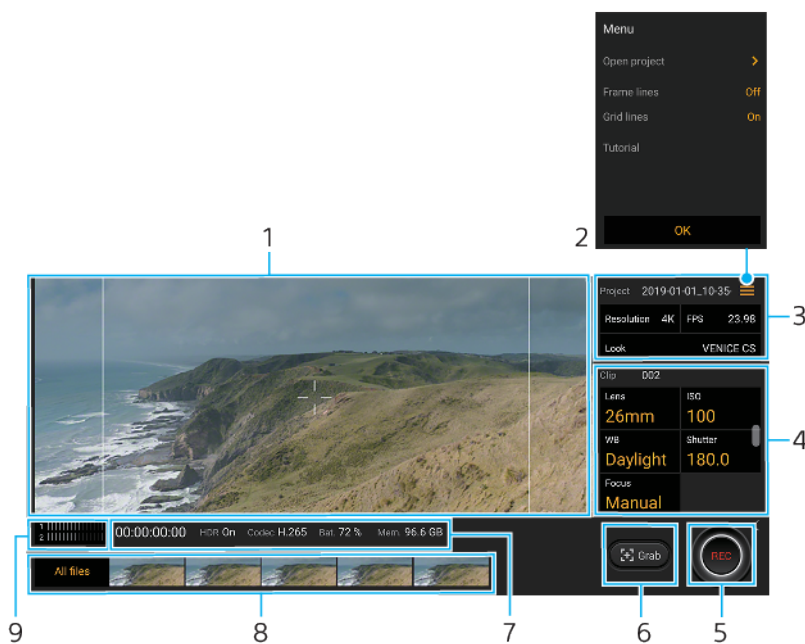 Menu
Open project >
Frame lines Off
Grid lines On
Tutorial
OK
1
2
Project 2019-01-01_10-35-
Resolution 4K FPS 23.98
Look VENICE CS
3
Clip 002
Lens ISO
26mm 100
WB Shutter
Daylight 180.0
Focus
Manual
4
1
2
00:00:00:00 HDR On Codec H.265 Bat. 72 % Mem. 96.6 GB
Grab
REC
All files
9
8
7
6
5